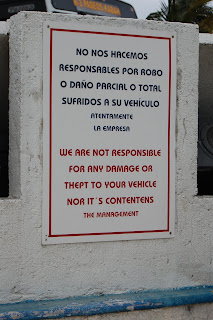 NO NOS HACEMOS
RESPONSABLES POR ROBO
O DAÑO PARCIAL O TOTAL
SUFRIDOS A SU VEHÍCULO
ATENTAMENTE
LA EMPRESA
WE ARE NOT RESPONSIBLE
FOR ANY DAMAGE OR
THEPT TO YOUR VEHICLE
NOR IT´S CONTENTENS
THE MANAGEMENT